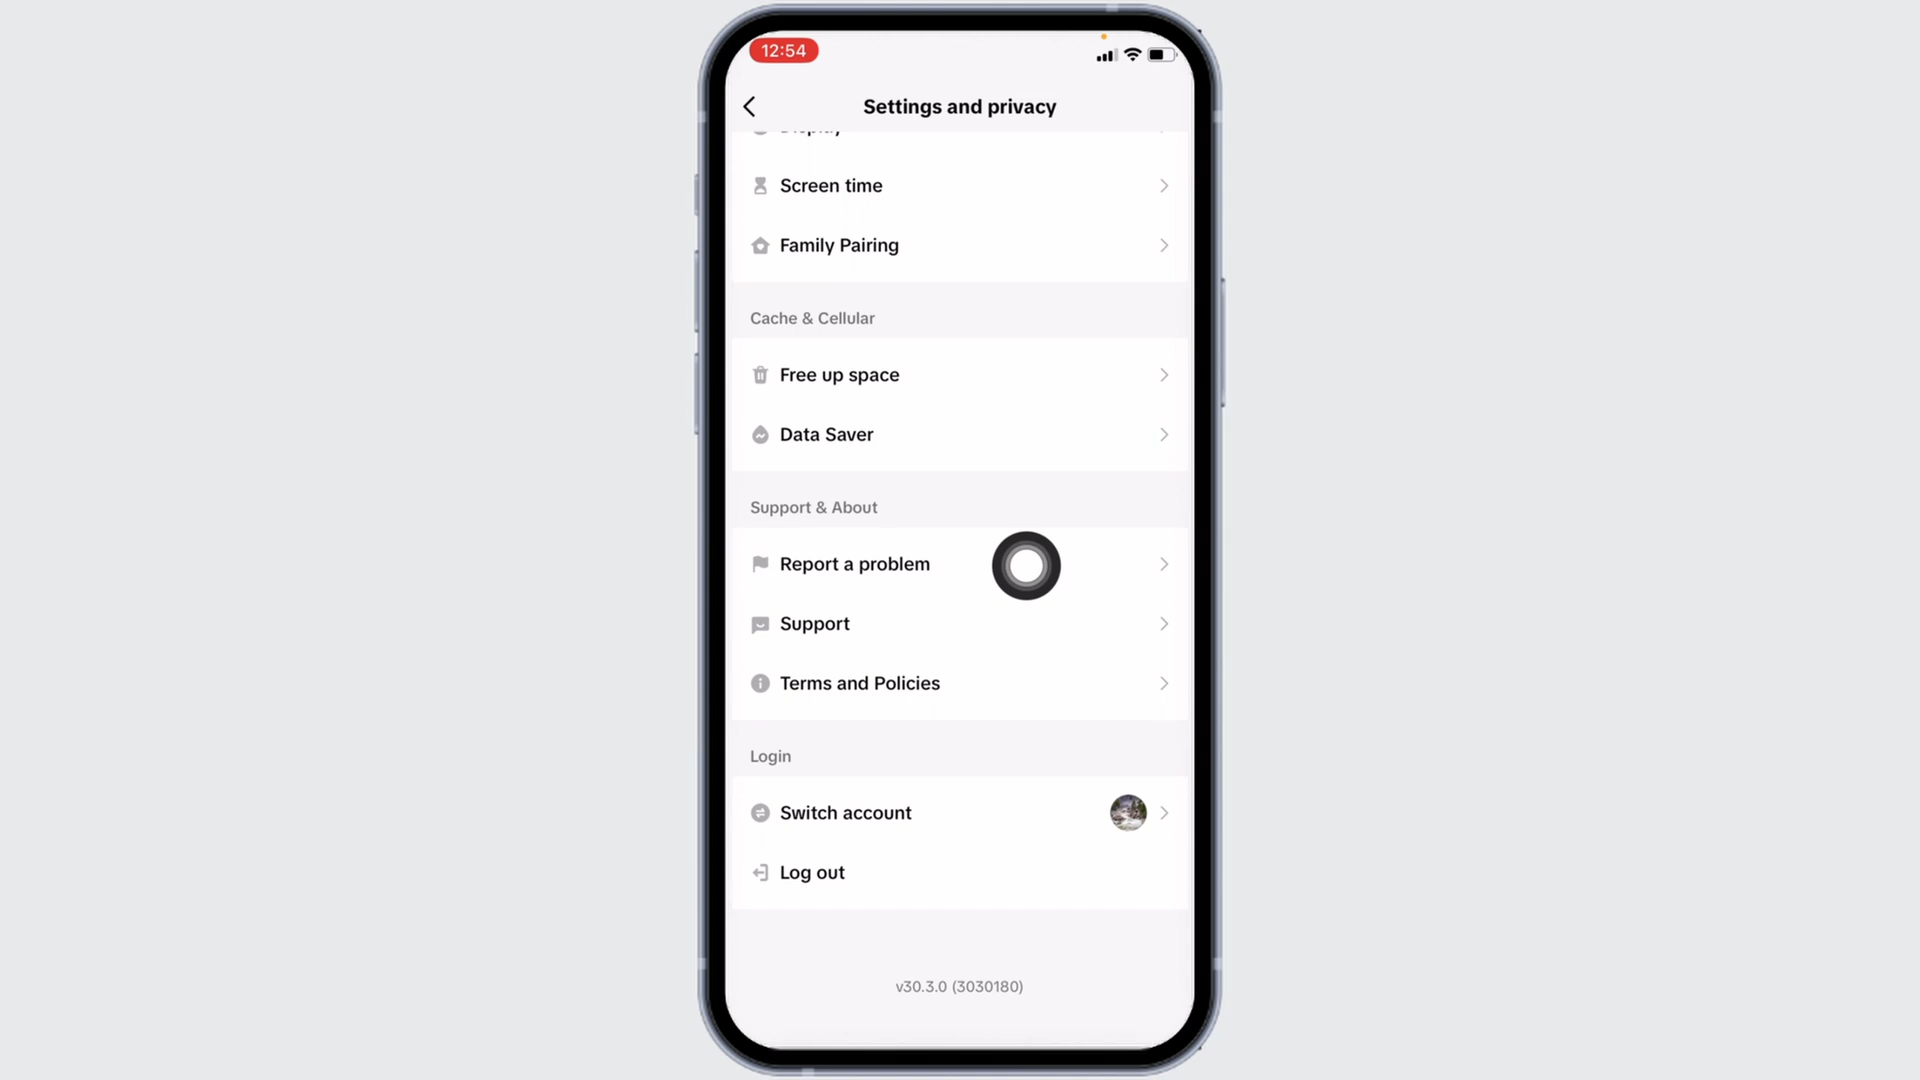 12:54
Settings and privacy
Display
Screen time
Family Pairing
Cache & Cellular
Free up space
Data Saver
Support & About
Report a problem
Support
Terms and Policies
Login
Switch account
Log out
v30.3.0 (3030180)